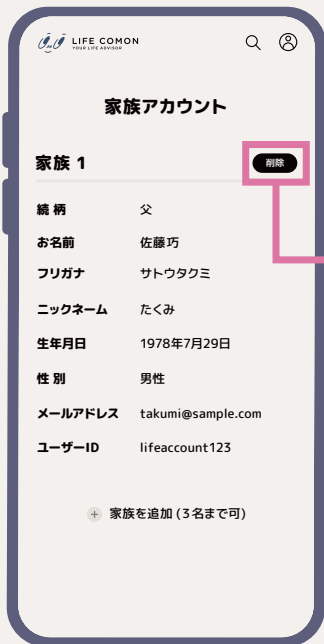 LIFE COMON
YOUR LIFE ADVISOR
家族アカウント
家族 1
削除
続 柄 父
お名前 佐藤巧
フリガナ サトウタクミ
ニックネーム たくみ
生年月日 1978年7月29日
性 別 男性
メールアドレス takumi@sample.com
ユーザーID lifeaccount123
+ 家族を追加 (3名まで可)